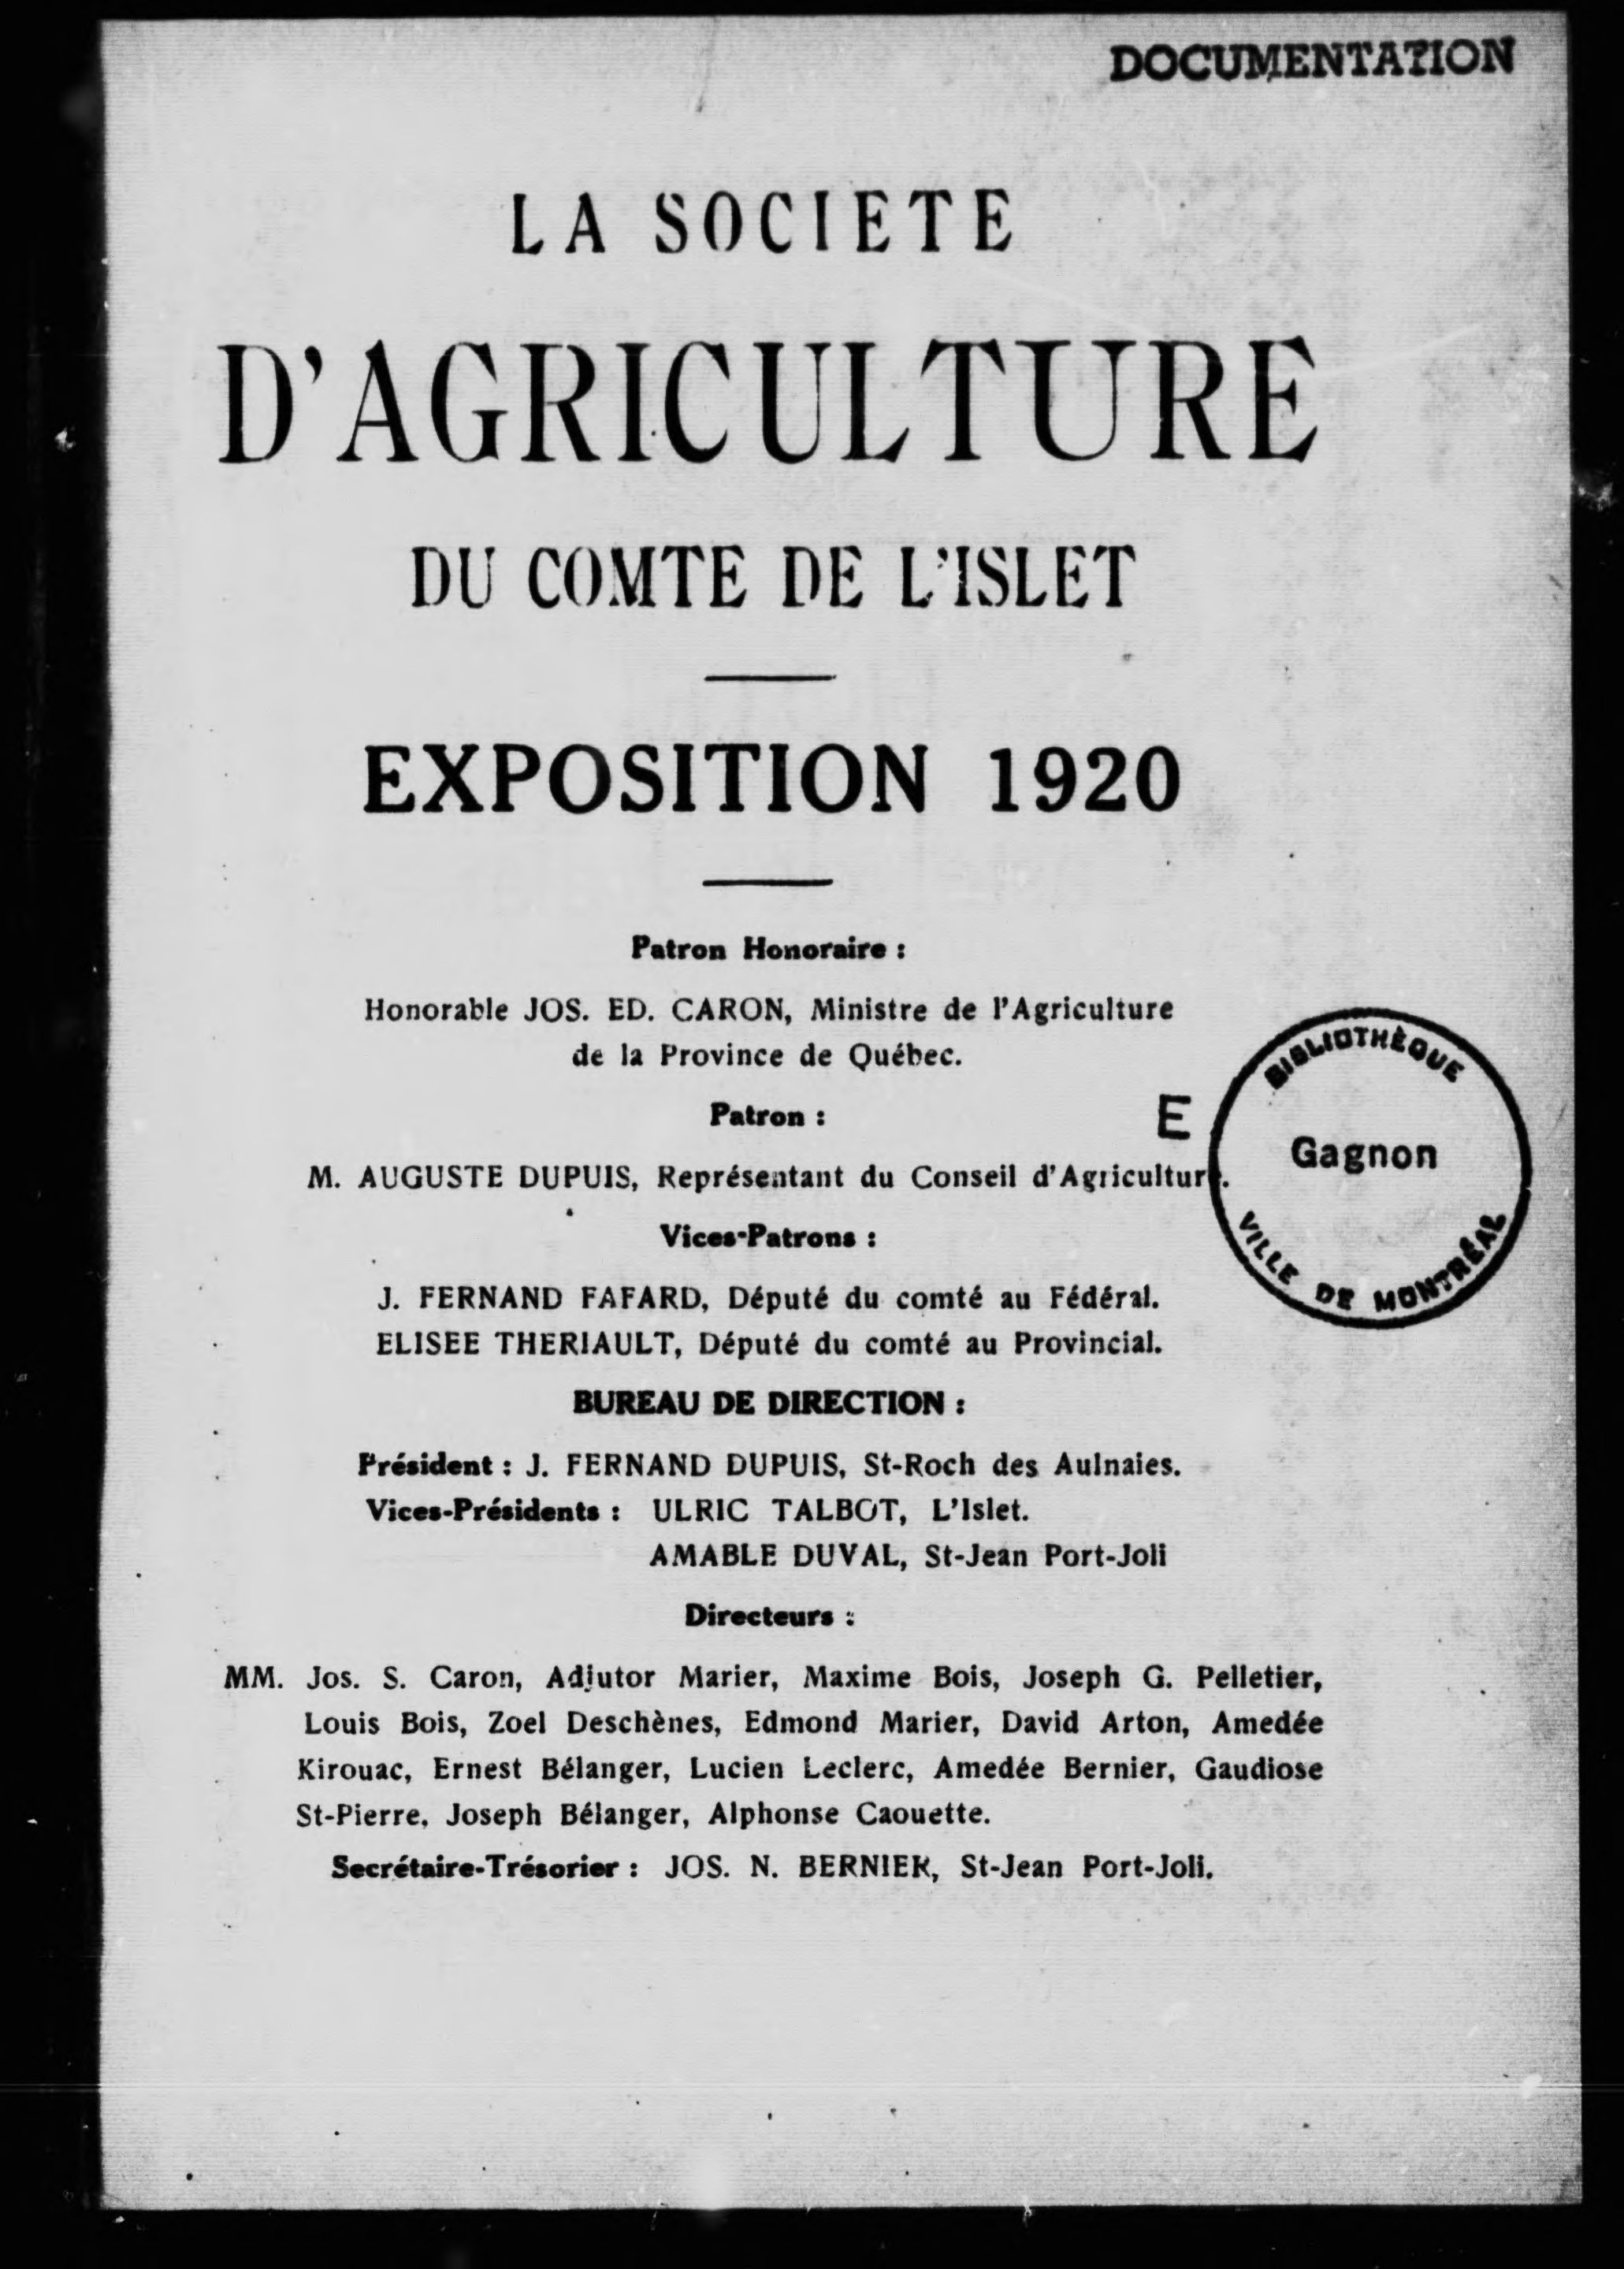 DOCUMENTATION
LA SOCIETE
D'AGRICULTURE
DU COMTE DE L'ISLET
EXPOSITION 1920
Patron Honoraire :
Honorable JOS. ED. CARON, Ministre de l'Agriculture
de la Province de Québec.
Patron :
E
M. AUGUSTE DUPUIS, Représentant du Conseil d'Agriculture.
BIBLIOTHÈQUE
Gagnon
VILLE DE MONTRÉAL
Vices-Patrons :
J. FERNAND FAFARD, Député du comté au Fédéral.
ELISEE THERIAULT, Député du comté au Provincial.
BUREAU DE DIRECTION :
Président : J. FERNAND DUPUIS, St-Roch des Aulnaies.
Vices-Présidents : ULRIC TALBOT, L'Islet.
AMABLE DUVAL, St-Jean Port-Joli
Directeurs :
MM. Jos. S. Caron, Adjutor Marier, Maxime Bois, Joseph G. Pelletier,
Louis Bois, Zoel Deschènes, Edmond Marier, David Arton, Amedée
Kirouac, Ernest Bélanger, Lucien Leclerc, Amedée Bernier, Gaudiose
St-Pierre, Joseph Bélanger, Alphonse Caouette.
Secrétaire-Trésorier : JOS. N. BERNIER, St-Jean Port-Joli.